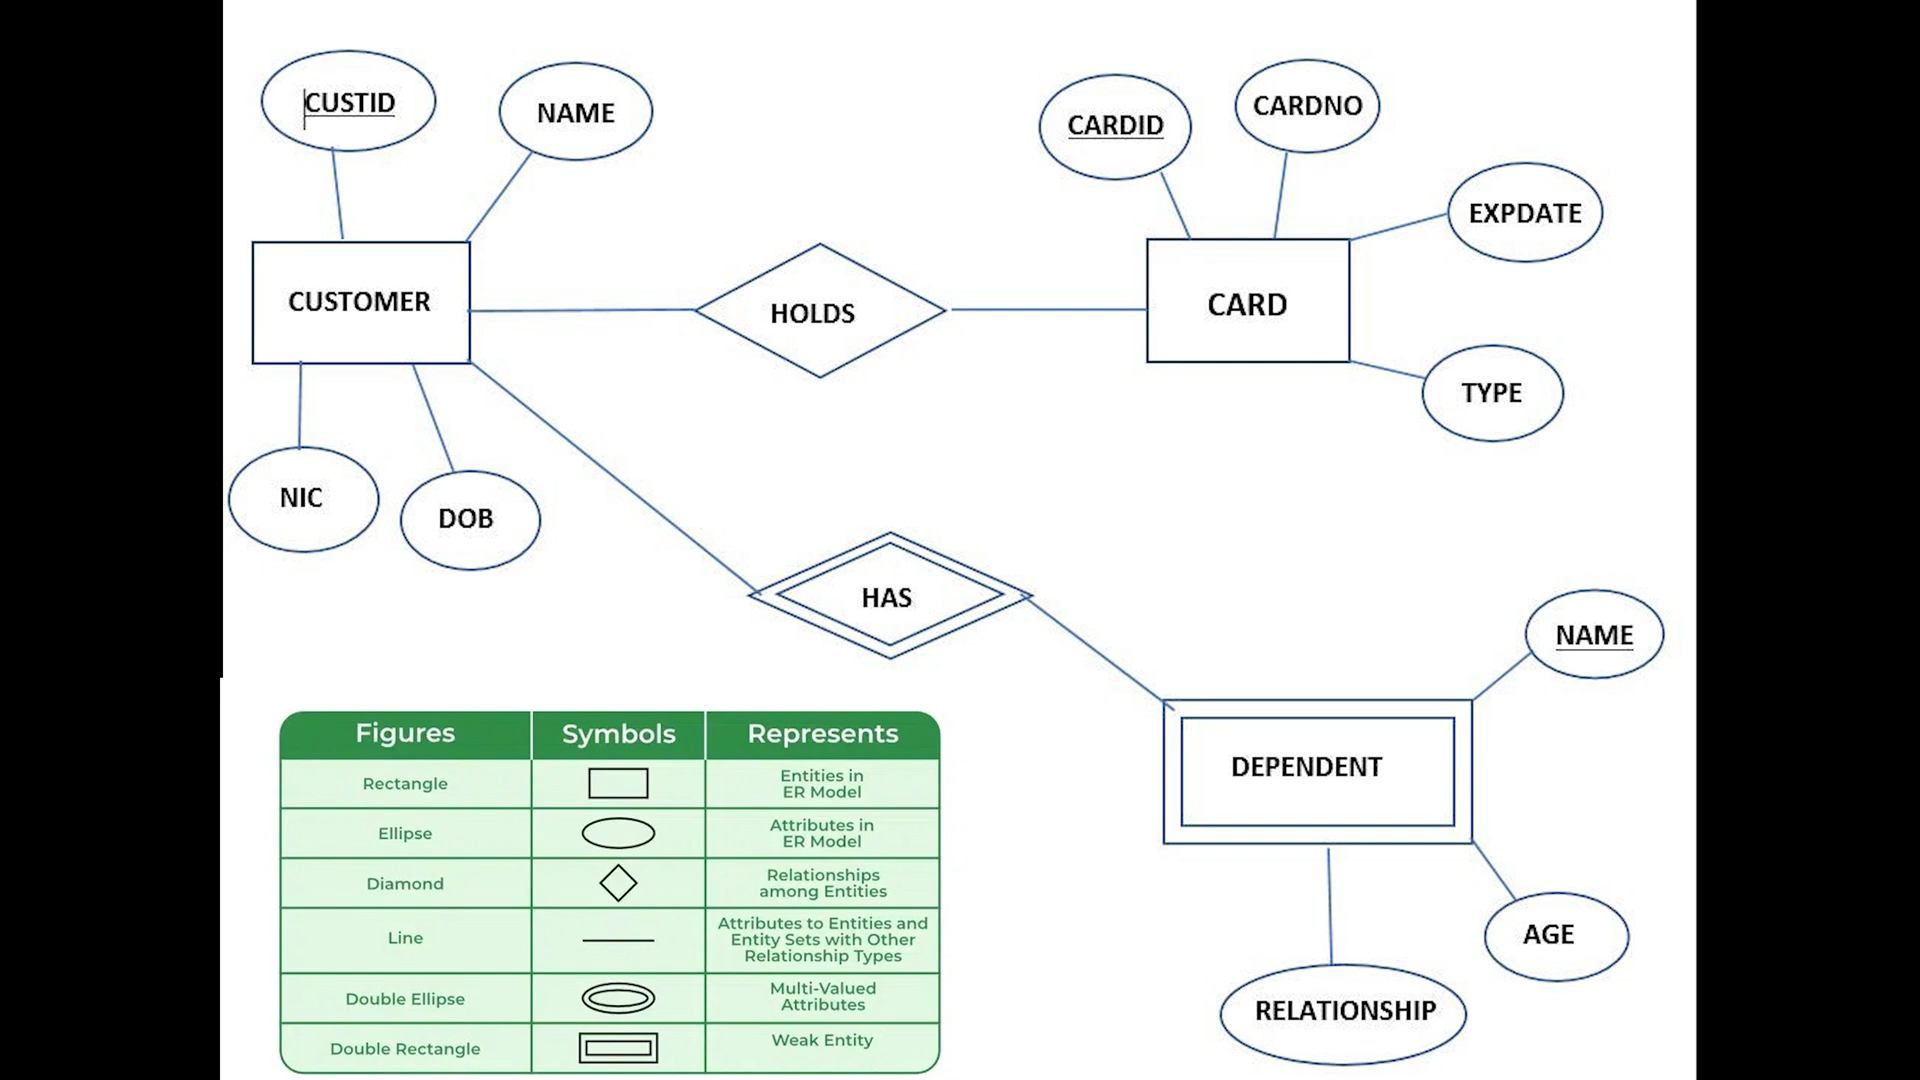 CUSTID
NAME
CARDID
CARDNO
EXPDATE
CUSTOMER
HOLDS
CARD
TYPE
NIC
DOB
HAS
NAME
DEPENDENT
AGE
RELATIONSHIP
Figures Symbols Represents
Rectangle
Entities in
ER Model
Ellipse
Attributes in
ER Model
Diamond
Relationships
among Entities
Line
Attributes to Entities and
Entity Sets with Other
Relationship Types
Double Ellipse
Multi-Valued
Attributes
Double Rectangle
Weak Entity